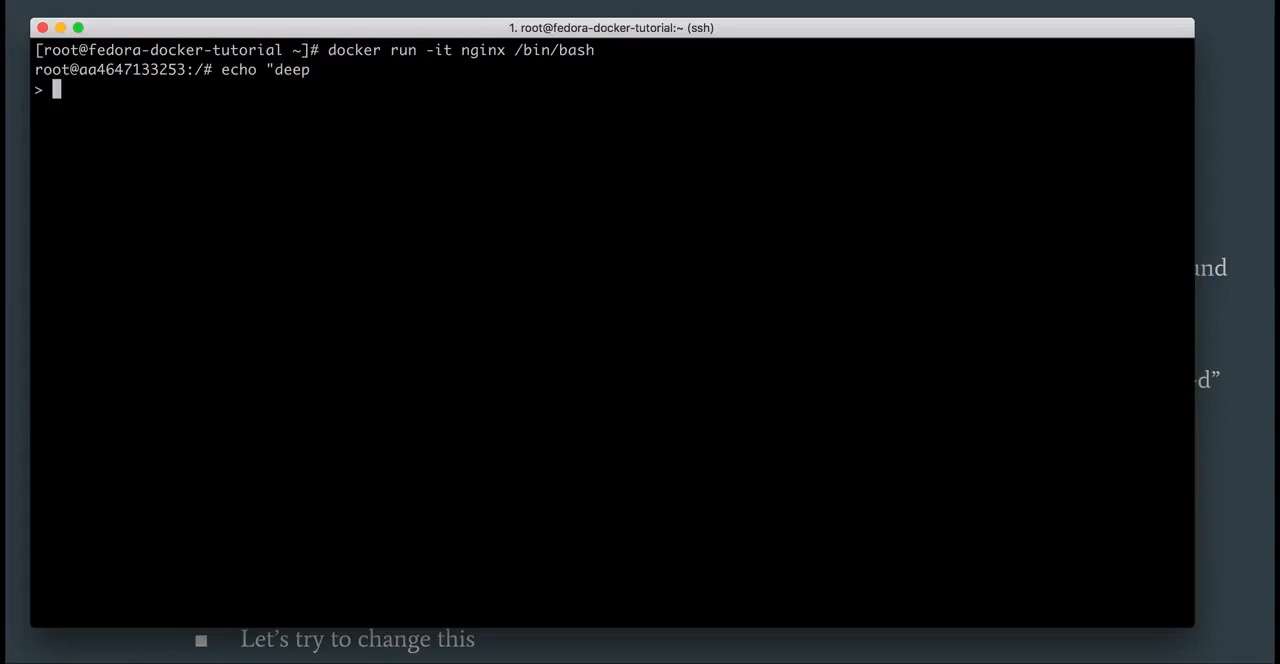 1. root@fedora-docker-tutorial:~ (ssh)
[root@fedora-docker-tutorial ~]# docker run -it nginx /bin/bash
root@aa4647133253:/# echo "deep
>
d”
Let’s try to change this